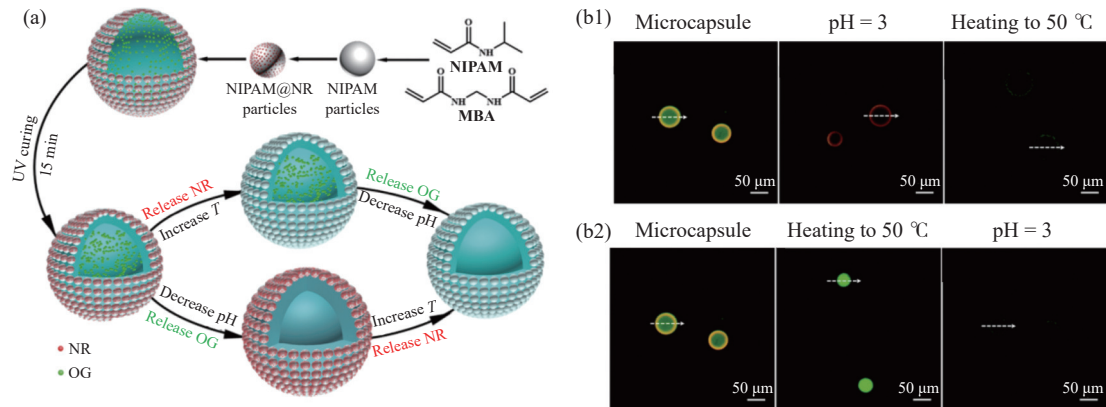 (a)
NIPAM
MBA
NIPAM@NR
particles
NIPAM
particles
UV curing
15 min
Release NR
Increase T
Release OG
Decrease pH
Decrease pH
Release OG
Increase T
Release NR
NR
OG
(b1)
Microcapsule
pH = 3
Heating to 50 ℃
50 μm
50 μm
50 μm
(b2)
Microcapsule
Heating to 50 ℃
pH = 3
50 μm
50 μm
50 μm
O
N
H
O
NH
NH
O